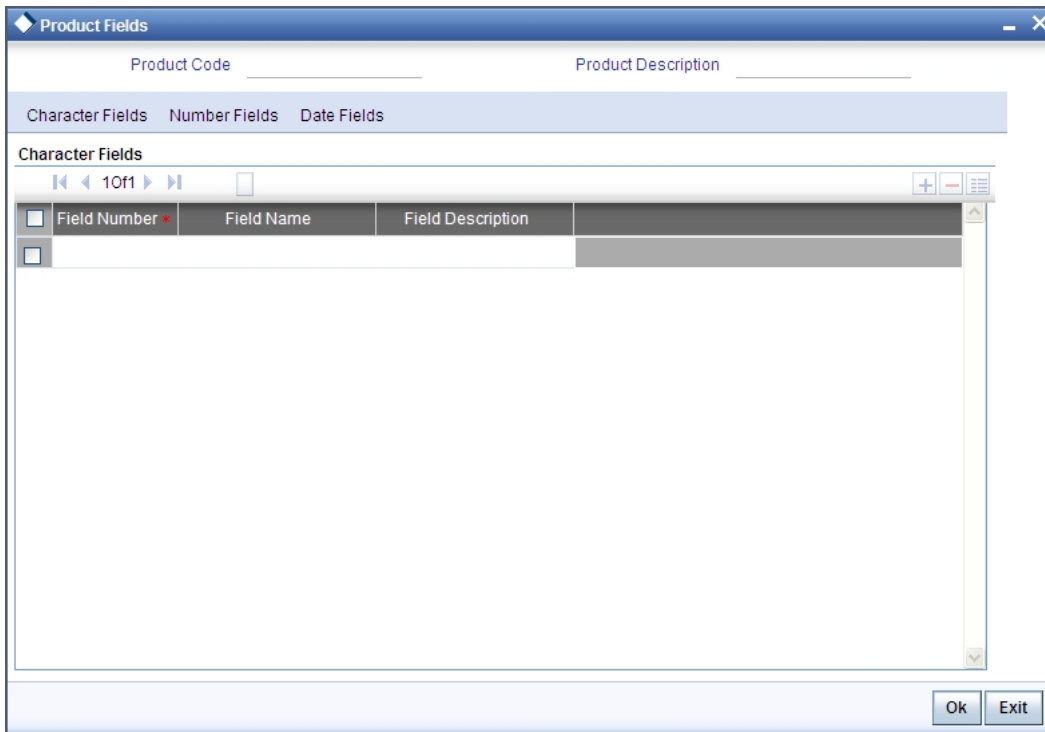 Product Fields
Product Code Product Description
Character Fields Number Fields Date Fields
Character Fields
1Of1
Field Number * Field Name Field Description
Ok Exit